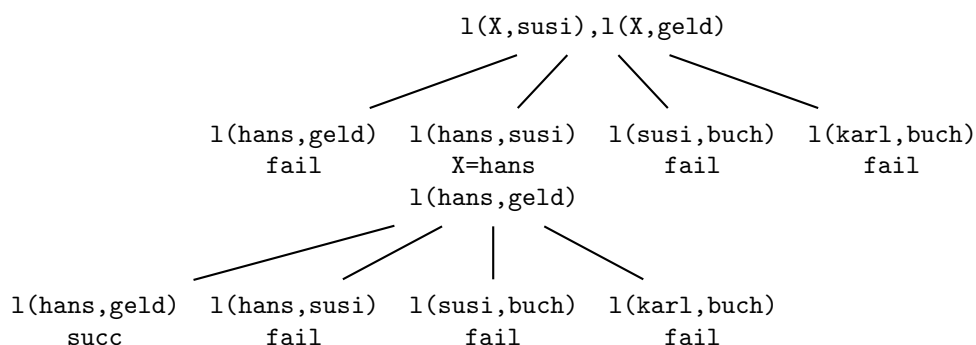 l(X,susi),l(X,geld)
l(hans,geld) l(hans,susi) l(susi,buch) l(karl,buch)
fail X=hans fail fail
l(hans,geld)
l(hans,geld) l(hans,susi) l(susi,buch) l(karl,buch)
succ fail fail fail